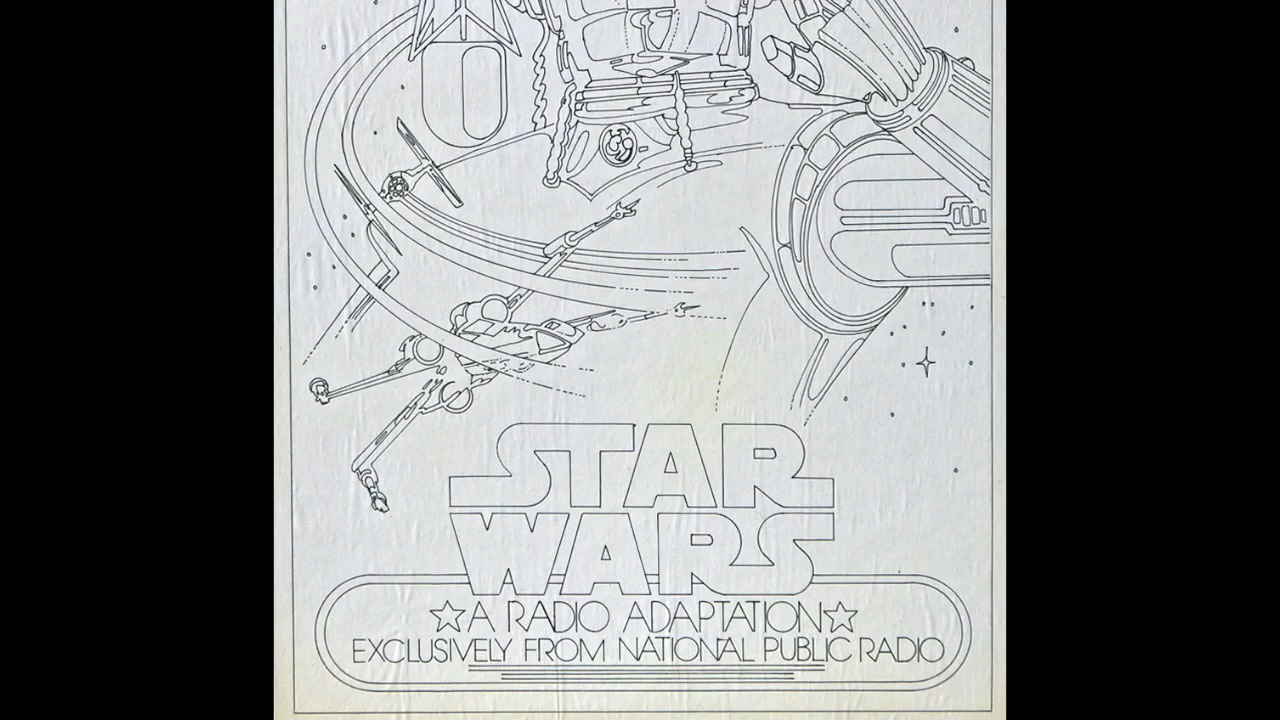 STAR
WARS
☆A RADIO ADAPTATION☆
EXCLUSIVELY FROM NATIONAL PUBLIC RADIO